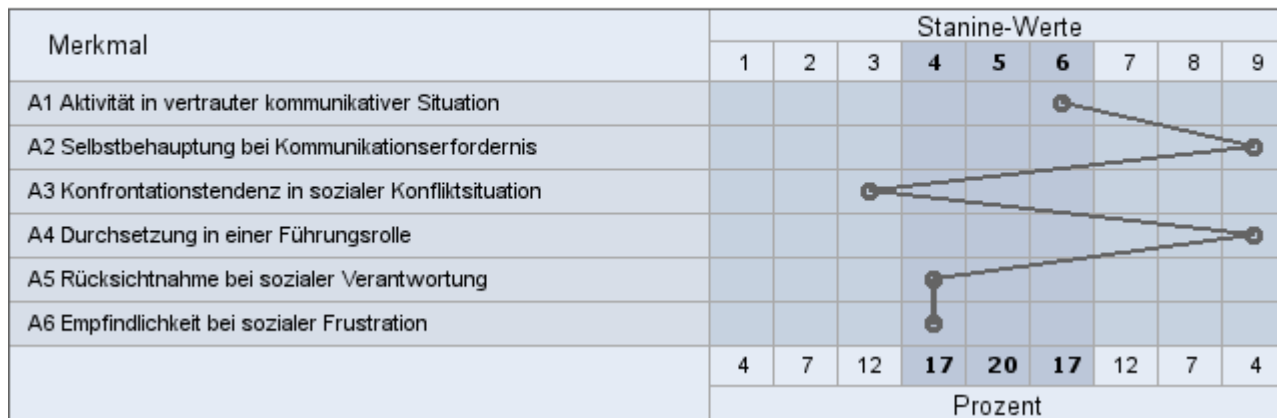 Merkmal
Stanine-Werte
1 2 3 4 5 6 7 8 9
A1 Aktivität in vertrauter kommunikativer Situation
A2 Selbstbehauptung bei Kommunikationserfordernis
A3 Konfrontationstendenz in sozialer Konfliktsituation
A4 Durchsetzung in einer Führungsrolle
A5 Rücksichtnahme bei sozialer Verantwortung
A6 Empfindlichkeit bei sozialer Frustration
4 7 12 17 20 17 12 7 4
Prozent